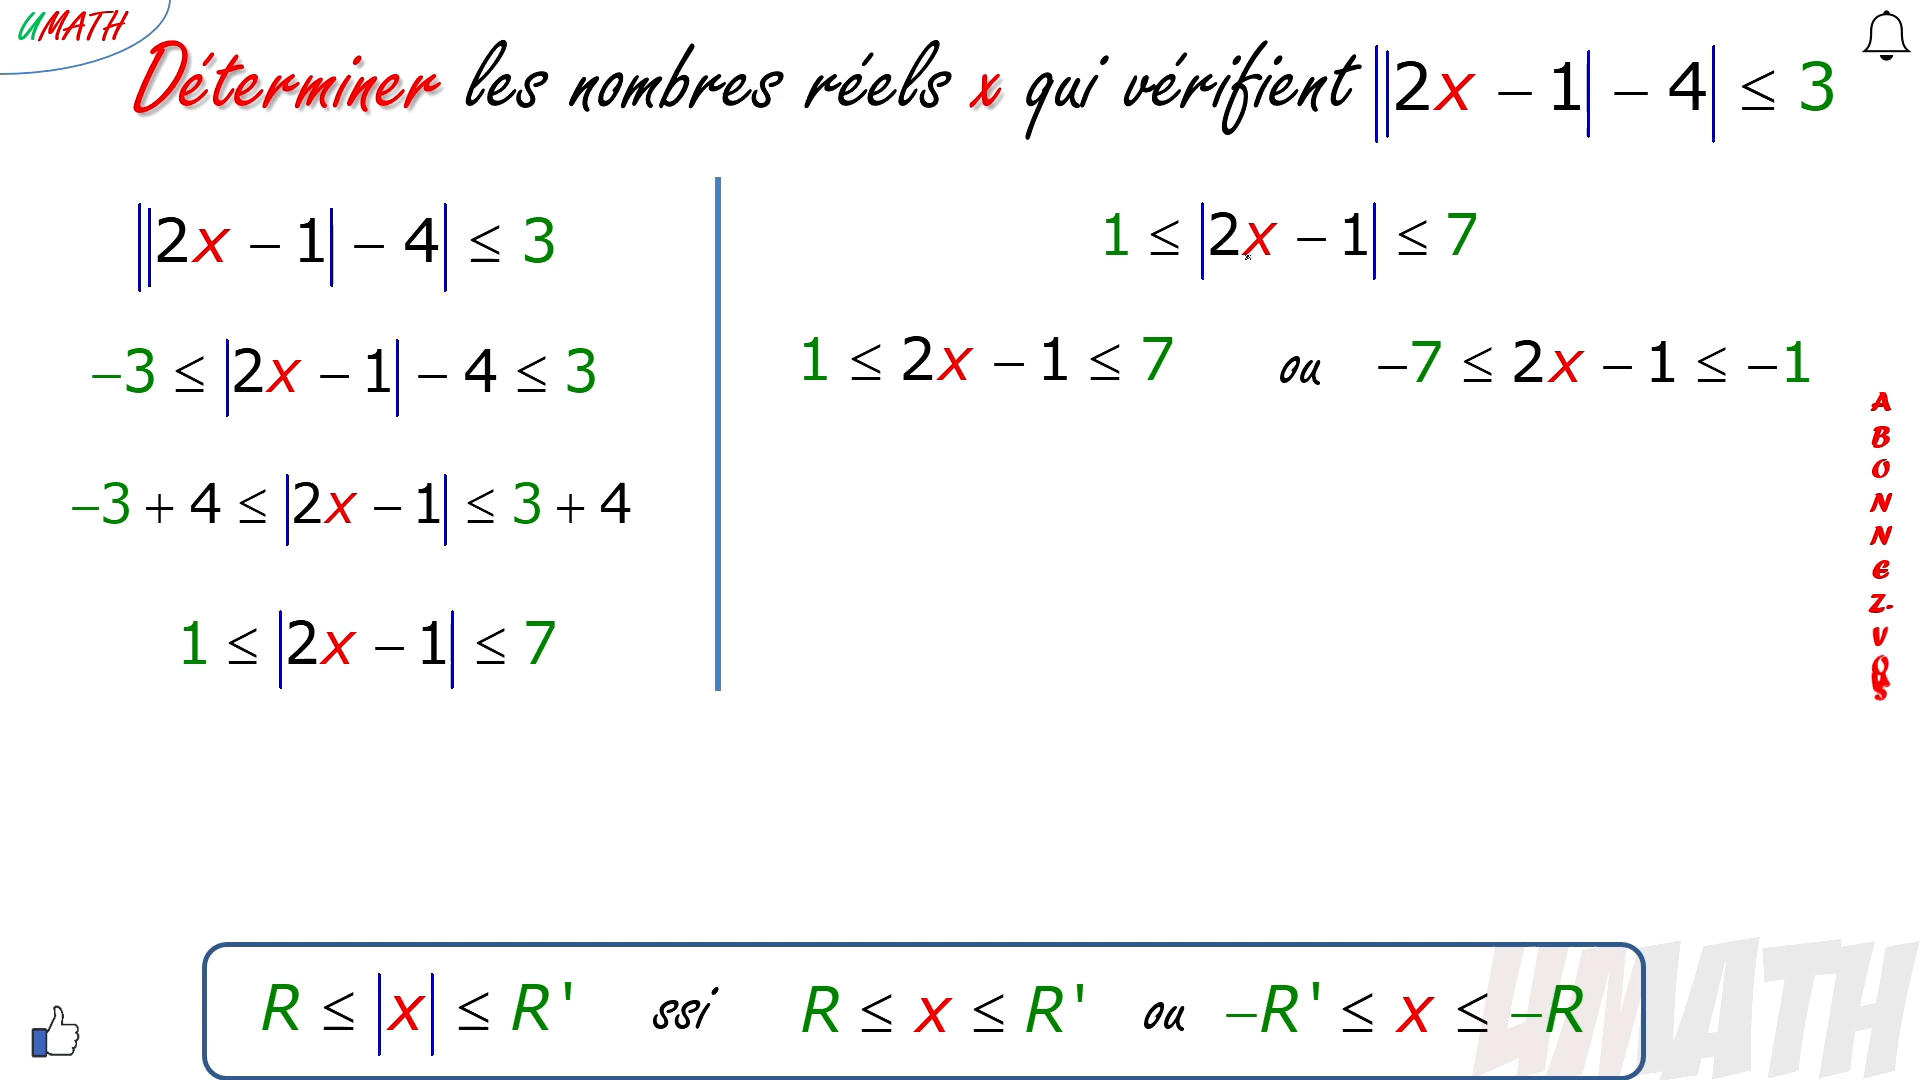 UMATH
Déterminer les nombres réels x qui vérifient ||2x − 1| − 4| ≤ 3
||2x − 1| − 4| ≤ 3
−3 ≤ |2x − 1| − 4 ≤ 3
−3 + 4 ≤ |2x − 1| ≤ 3 + 4
1 ≤ |2x − 1| ≤ 7
1 ≤ |2x − 1| ≤ 7
1 ≤ 2x − 1 ≤ 7 ou −7 ≤ 2x − 1 ≤ −1
ABONNEZ-VOUS
R ≤ |x| ≤ R' ssi R ≤ x ≤ R' ou −R' ≤ x ≤ −R
UMATH